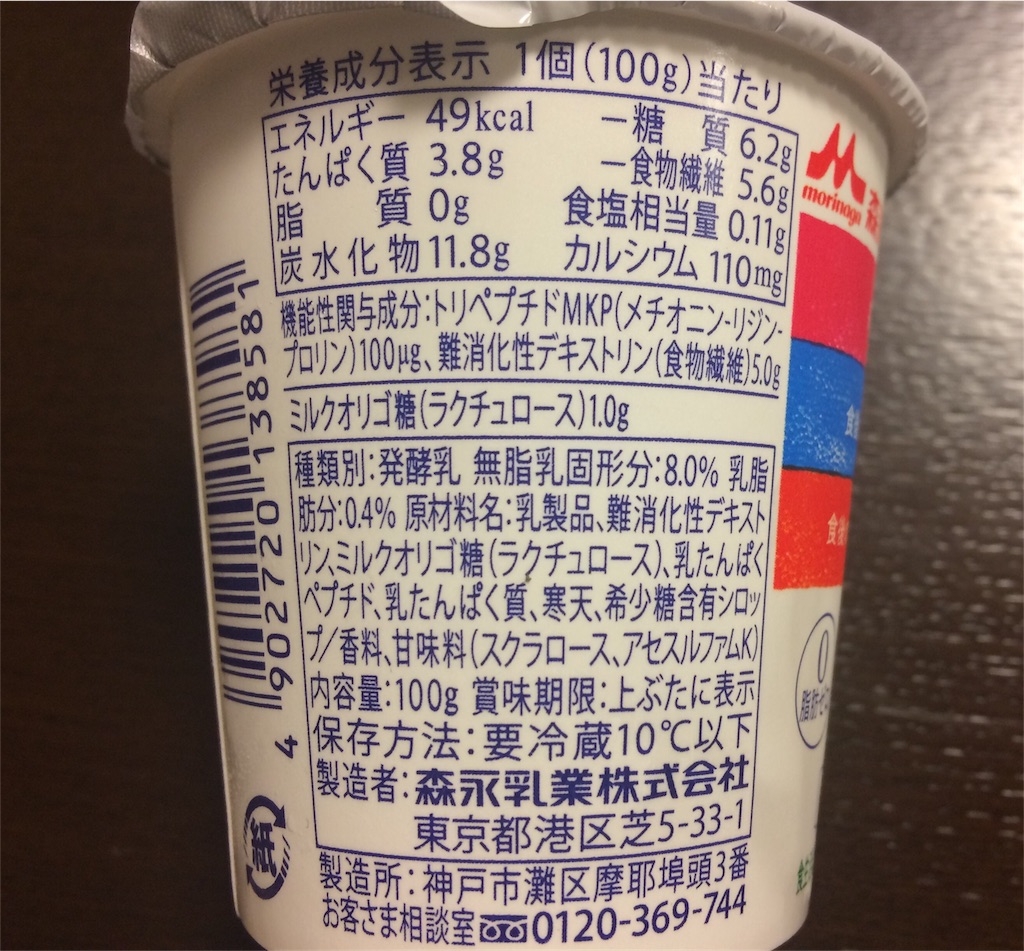 栄養成分表示 1個(100g)当たり
エネルギー 49kcal
たんぱく質 3.8g
脂質 0g
炭水化物 11.8g
－糖質 6.2g
－食物繊維 5.6g
食塩相当量 0.11g
カルシウム 110mg
機能性関与成分:トリペプチドMKP(メチオニン-リジン-
プロリン)100μg、難消化性デキストリン(食物繊維)5.0g
ミルクオリゴ糖(ラクチュロース)1.0g
種類別:発酵乳 無脂乳固形分:8.0% 乳脂
肪分:0.4% 原材料名:乳製品、難消化性デキスト
リン、ミルクオリゴ糖(ラクチュロース)、乳たんぱく
ペプチド、乳たんぱく質、寒天、希少糖含有シロッ
プ/香料、甘味料(スクラロース、アセスルファムK)
内容量:100g 賞味期限:上ぶたに表示
保存方法:要冷蔵10℃以下
製造者:森永乳業株式会社
東京都港区芝5-33-1
製造所:神戸市灘区摩耶埠頭3番
お客さま相談室 0120-369-744
4 902720 138581
紙
morinaga 森
食後
0
脂肪ゼロ